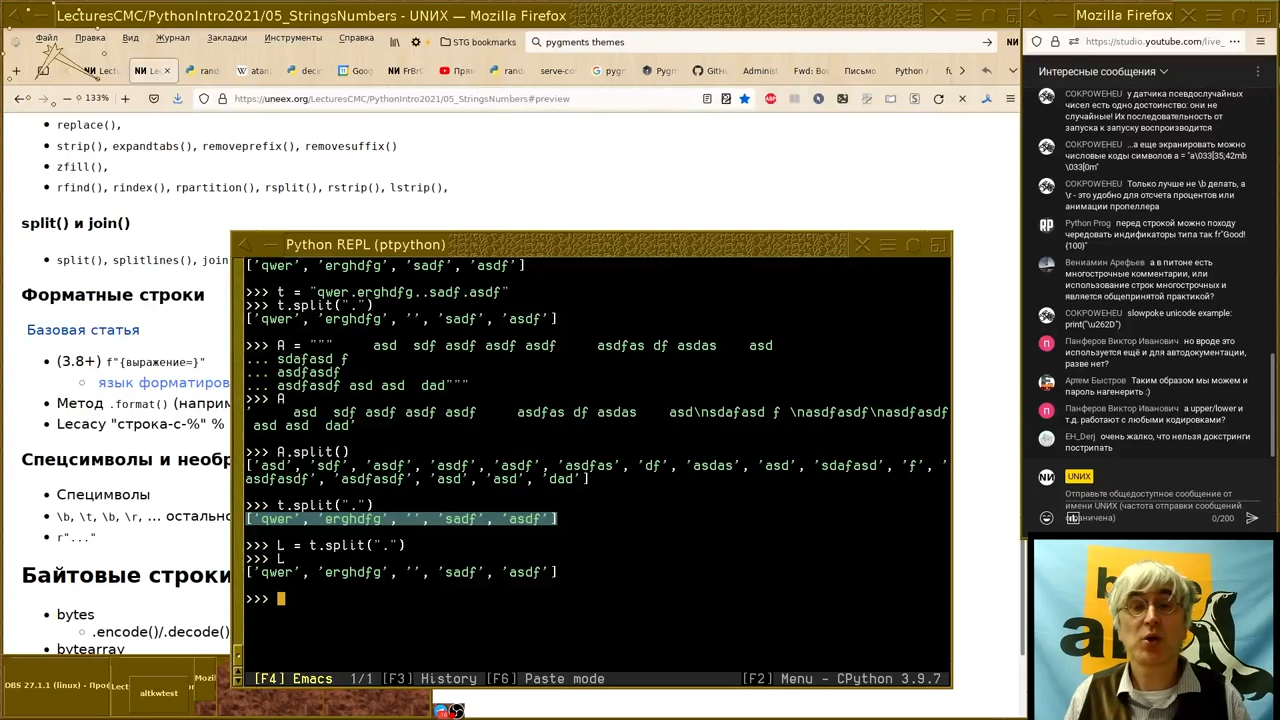 LecturesCMC/PythonIntro2021/05_StringsNumbers - UNИX — Mozilla Firefox
Файл Правка Вид Журнал Закладки Инструменты Справка
STG bookmarks
pygments themes
133%
https://uneex.org/LecturesCMC/PythonIntro2021/05_StringsNumbers#preview
• replace(),
• strip(), expandtabs(), removeprefix(), removesuffix()
• zfill(),
• rfind(), rindex(), rpartition(), rsplit(), rstrip(), lstrip(),
split() и join()
• split(), splitlines(), join
Форматные строки
Базовая статья
• (3.8+) f"{выражение=}"
◦ язык форматиров
• Метод .format() (наприм
• Lecacy "строка-с-%" %
Спецсимволы и необр
• Специмволы
• \b, \t, \b, \r, … остально
• r"..."
Байтовые строки
• bytes
◦ .encode()/.decode()
• bytearray
Python REPL (ptpython)
['qwer', 'erghdfg', 'sadf', 'asdf']
>>> t = "qwer.erghdfg..sadf.asdf"
>>> t.split(".")
['qwer', 'erghdfg', '', 'sadf', 'asdf']
>>> A = """    asd  sdf asdf asdf asdf     asdfas df asdas    asd
... sdafasd f
... asdfasdf
... asdfasdf asd asd  dad"""
>>> A
'    asd  sdf asdf asdf asdf     asdfas df asdas    asd\nsdafasd f \nasdfasdf\nasdfasdf
 asd asd  dad'
>>> A.split()
['asd', 'sdf', 'asdf', 'asdf', 'asdf', 'asdfas', 'df', 'asdas', 'asd', 'sdafasd', 'f', '
asdfasdf', 'asdfasdf', 'asd', 'asd', 'dad']
>>> t.split(".")
['qwer', 'erghdfg', '', 'sadf', 'asdf']
>>> L = t.split(".")
>>> L
['qwer', 'erghdfg', '', 'sadf', 'asdf']
>>>
[F4] Emacs 1/1 [F3] History [F6] Paste mode [F2] Menu - CPython 3.9.7
OBS 27.1.1 (linux) - Про
Lect
altkwtest
Mozil
Mozilla Firefox
https://studio.youtube.com/live_
Интересные сообщения
COKPOWEHEU у датчика псевдослучайных
чисел есть одно достоинство: они не
случайные! Их последовательность от
запуска к запуску воспроизводится
COKPOWEHEU ...а еще экранировать можно
числовые коды символов a = "a\033[35;42mb
\033[0m"
COKPOWEHEU Только лучше не \b делать, а
\r - это удобно для отсчета процентов или
анимации пропеллера
Python Prog перед строкой можно походу
чередовать индификаторы типа так fr"Good!
{100}"
Вениамин Арефьев а в питоне есть
многострочные комментарии, или
использование строк многострочных и
является общепринятой практикой?
COKPOWEHEU slowpoke unicode example:
print("\u262D")
Панферов Виктор Иванович но вроде это
используется ещё и для автодокументации,
разве нет?
Артем Быстров Таким образом мы можем и
пароль нагенерить :)
Панферов Виктор Иванович а upper/lower и
т.д. работают с любыми кодировками?
EH_Derj очень жалко, что нельзя докстринги
построипать
UNИX
Отправьте общедоступное сообщение от
имени UNИX (частота отправки сообщений
ограничена)
0/200